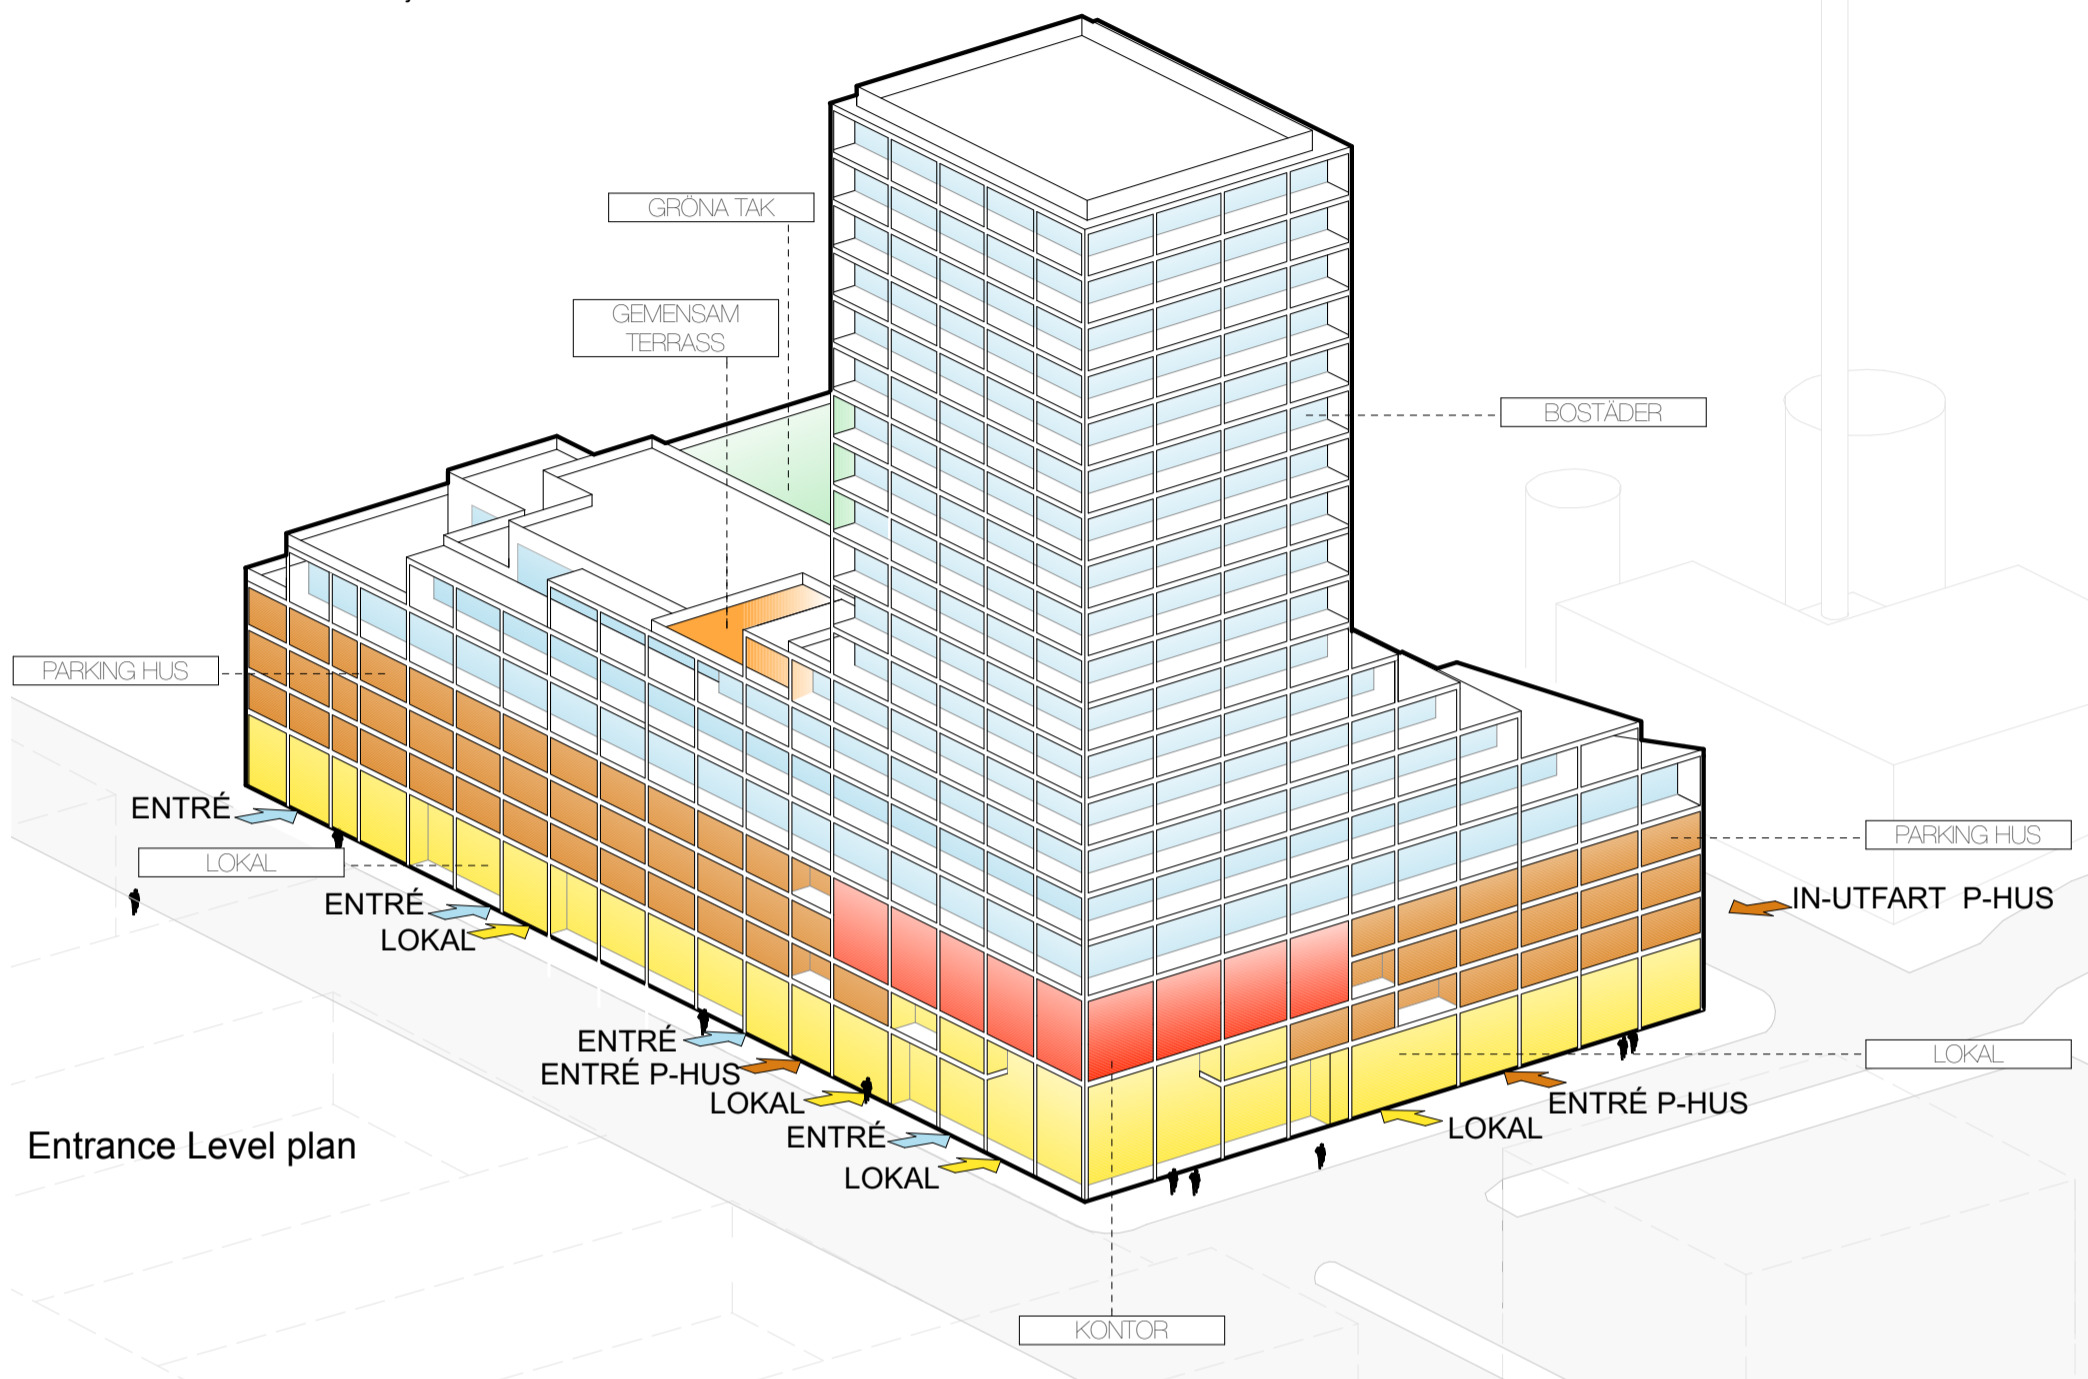 GRÖNA TAK
GEMENSAM
TERRASS
BOSTÄDER
PARKING HUS
ENTRÉ
LOKAL
PARKING HUS
ENTRÉ
IN-UTFART P-HUS
LOKAL
ENTRÉ
LOKAL
ENTRÉ P-HUS
LOKAL
ENTRÉ P-HUS
LOKAL
ENTRÉ
Entrance Level plan
LOKAL
KONTOR